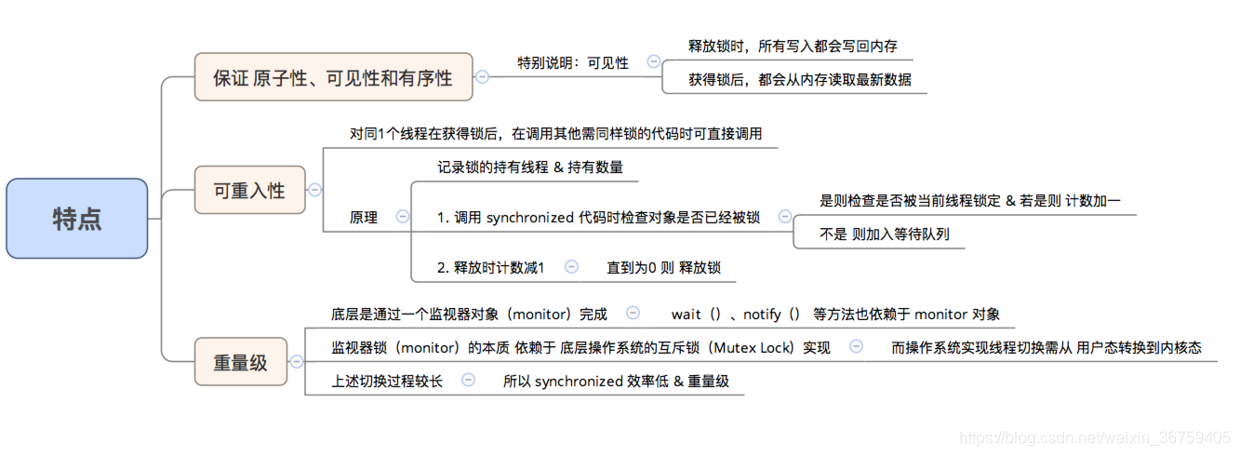 特点
保证 原子性、可见性和有序性
特别说明：可见性
释放锁时，所有写入都会写回内存
获得锁后，都会从内存读取最新数据
可重入性
对同1个线程在获得锁后，在调用其他需同样锁的代码时可直接调用
原理
记录锁的持有线程 & 持有数量
1. 调用 synchronized 代码时检查对象是否已经被锁
是则检查是否被当前线程锁定 & 若是则 计数加一
不是 则加入等待队列
2. 释放时计数减1
直到为0 则 释放锁
重量级
底层是通过一个监视器对象（monitor）完成
wait（）、notify（） 等方法也依赖于 monitor 对象
监视器锁（monitor）的本质 依赖于 底层操作系统的互斥锁（Mutex Lock）实现
而操作系统实现线程切换需从 用户态转换到内核态
上述切换过程较长
所以 synchronized 效率低 & 重量级
https://blog.csdn.net/weixin_36759405